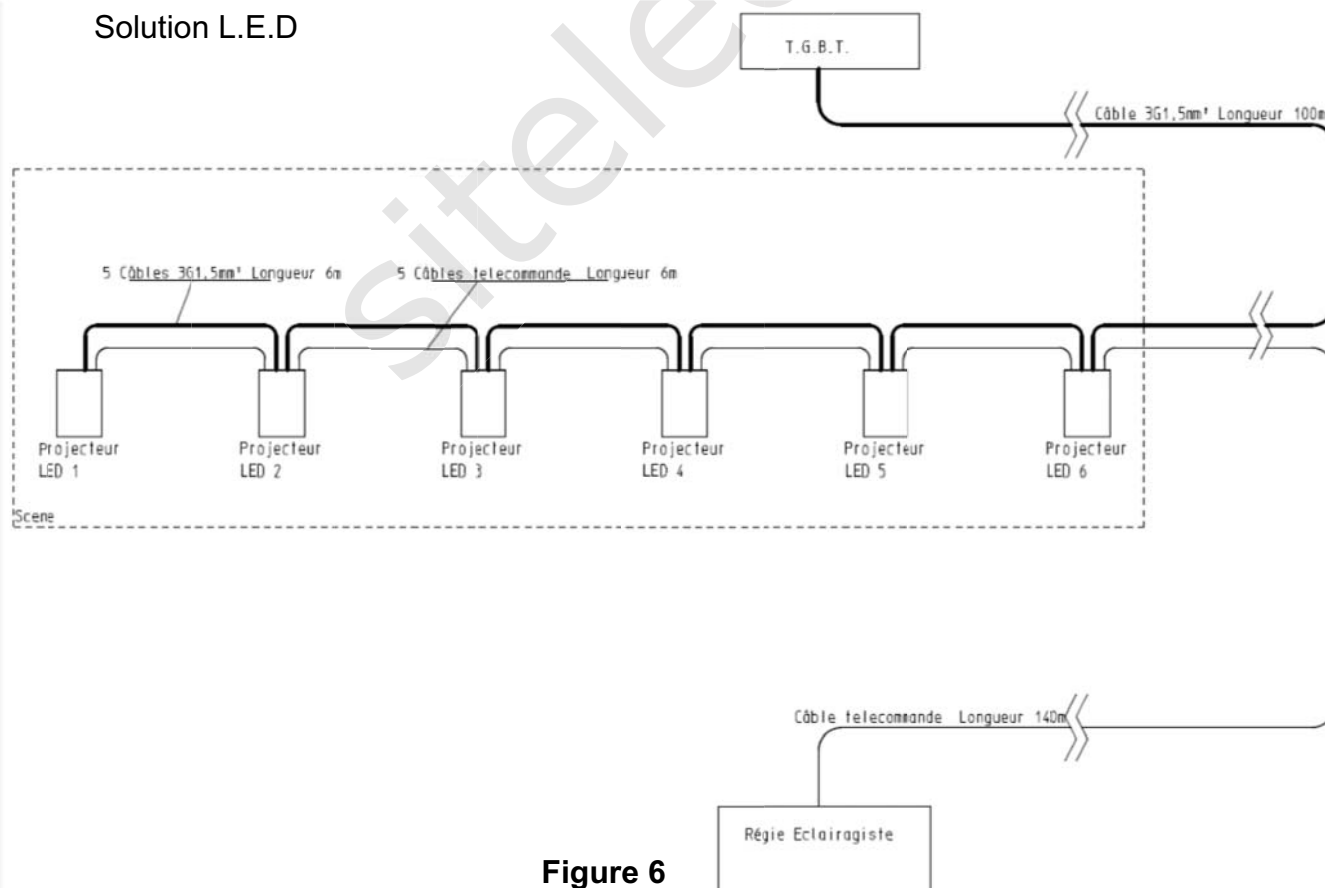 Solution L.E.D
T.G.B.T.
Câble 3G1,5mm² Longueur 100m
5 Câbles 3G1,5mm² Longueur 6m
5 Câbles telecommande Longueur 6m
Projecteur
LED 1
Projecteur
LED 2
Projecteur
LED 3
Projecteur
LED 4
Projecteur
LED 5
Projecteur
LED 6
Scene
Câble telecommande Longueur 140m
Régie Eclairagiste
Figure 6
sitele